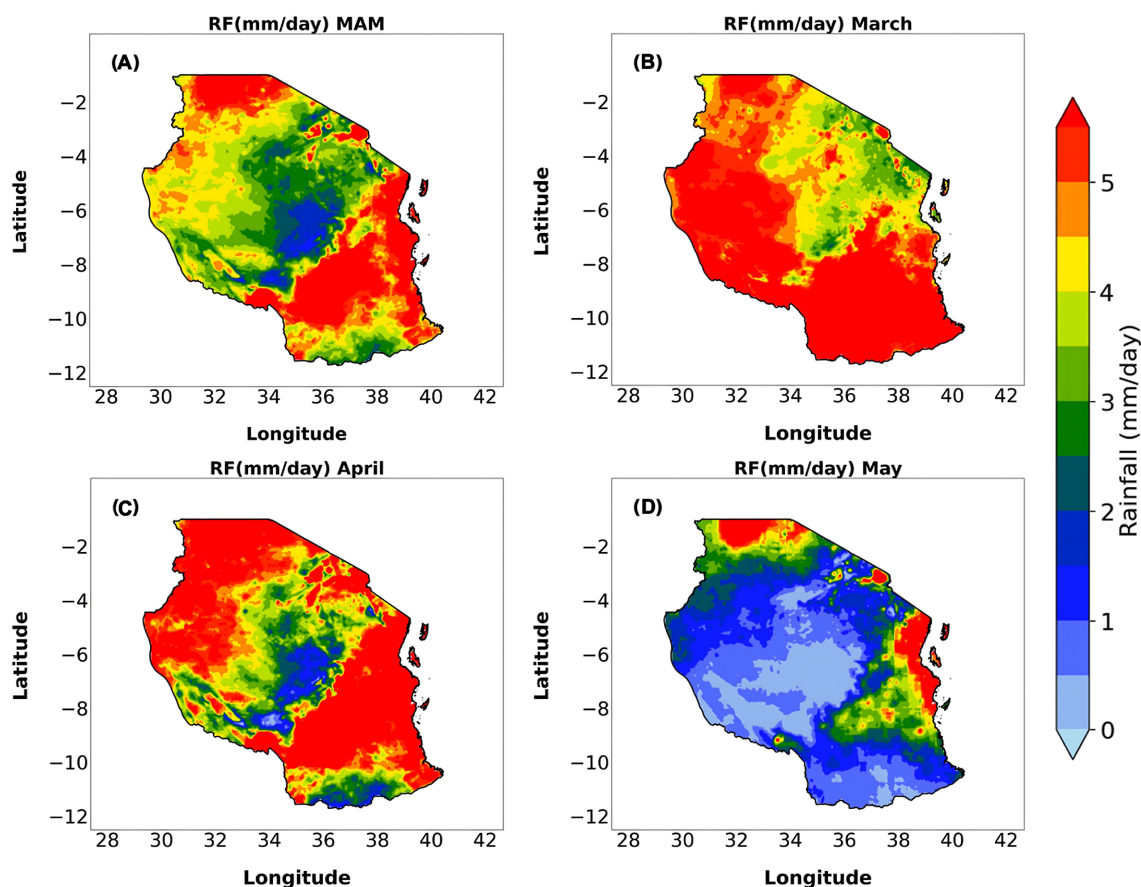 RF(mm/day) MAM
(A)
−2
−4
−6
−8
−10
−12
Latitude
28 30 32 34 36 38 40 42
Longitude
RF(mm/day) March
(B)
−2
−4
−6
−8
−10
−12
Latitude
28 30 32 34 36 38 40 42
Longitude
RF(mm/day) April
(C)
−2
−4
−6
−8
−10
−12
Latitude
28 30 32 34 36 38 40 42
Longitude
RF(mm/day) May
(D)
−2
−4
−6
−8
−10
−12
Latitude
28 30 32 34 36 38 40 42
Longitude
5
4
3
2
1
0
Rainfall (mm/day)